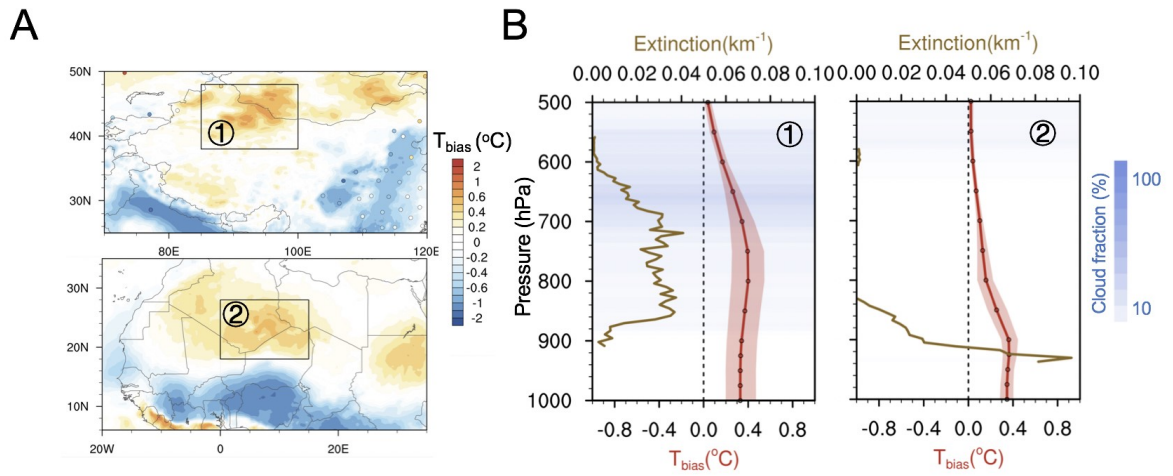 A
50N
40N
30N
80E
100E
120E
①
T_bias (°C)
2
1
0.6
0.4
0.2
0
-0.2
-0.4
-0.6
-1
-2
30N
20N
10N
20W
0
20E
②
B
Extinction(km⁻¹)
0.00 0.02 0.04 0.06 0.08 0.10
500
600
700
800
900
1000
Pressure (hPa)
①
-0.8 -0.4 0.0 0.4 0.8
T_bias(°C)
Extinction(km⁻¹)
0.00 0.02 0.04 0.06 0.08 0.10
②
-0.8 -0.4 0.0 0.4 0.8
T_bias(°C)
Cloud fraction (%)
100
10